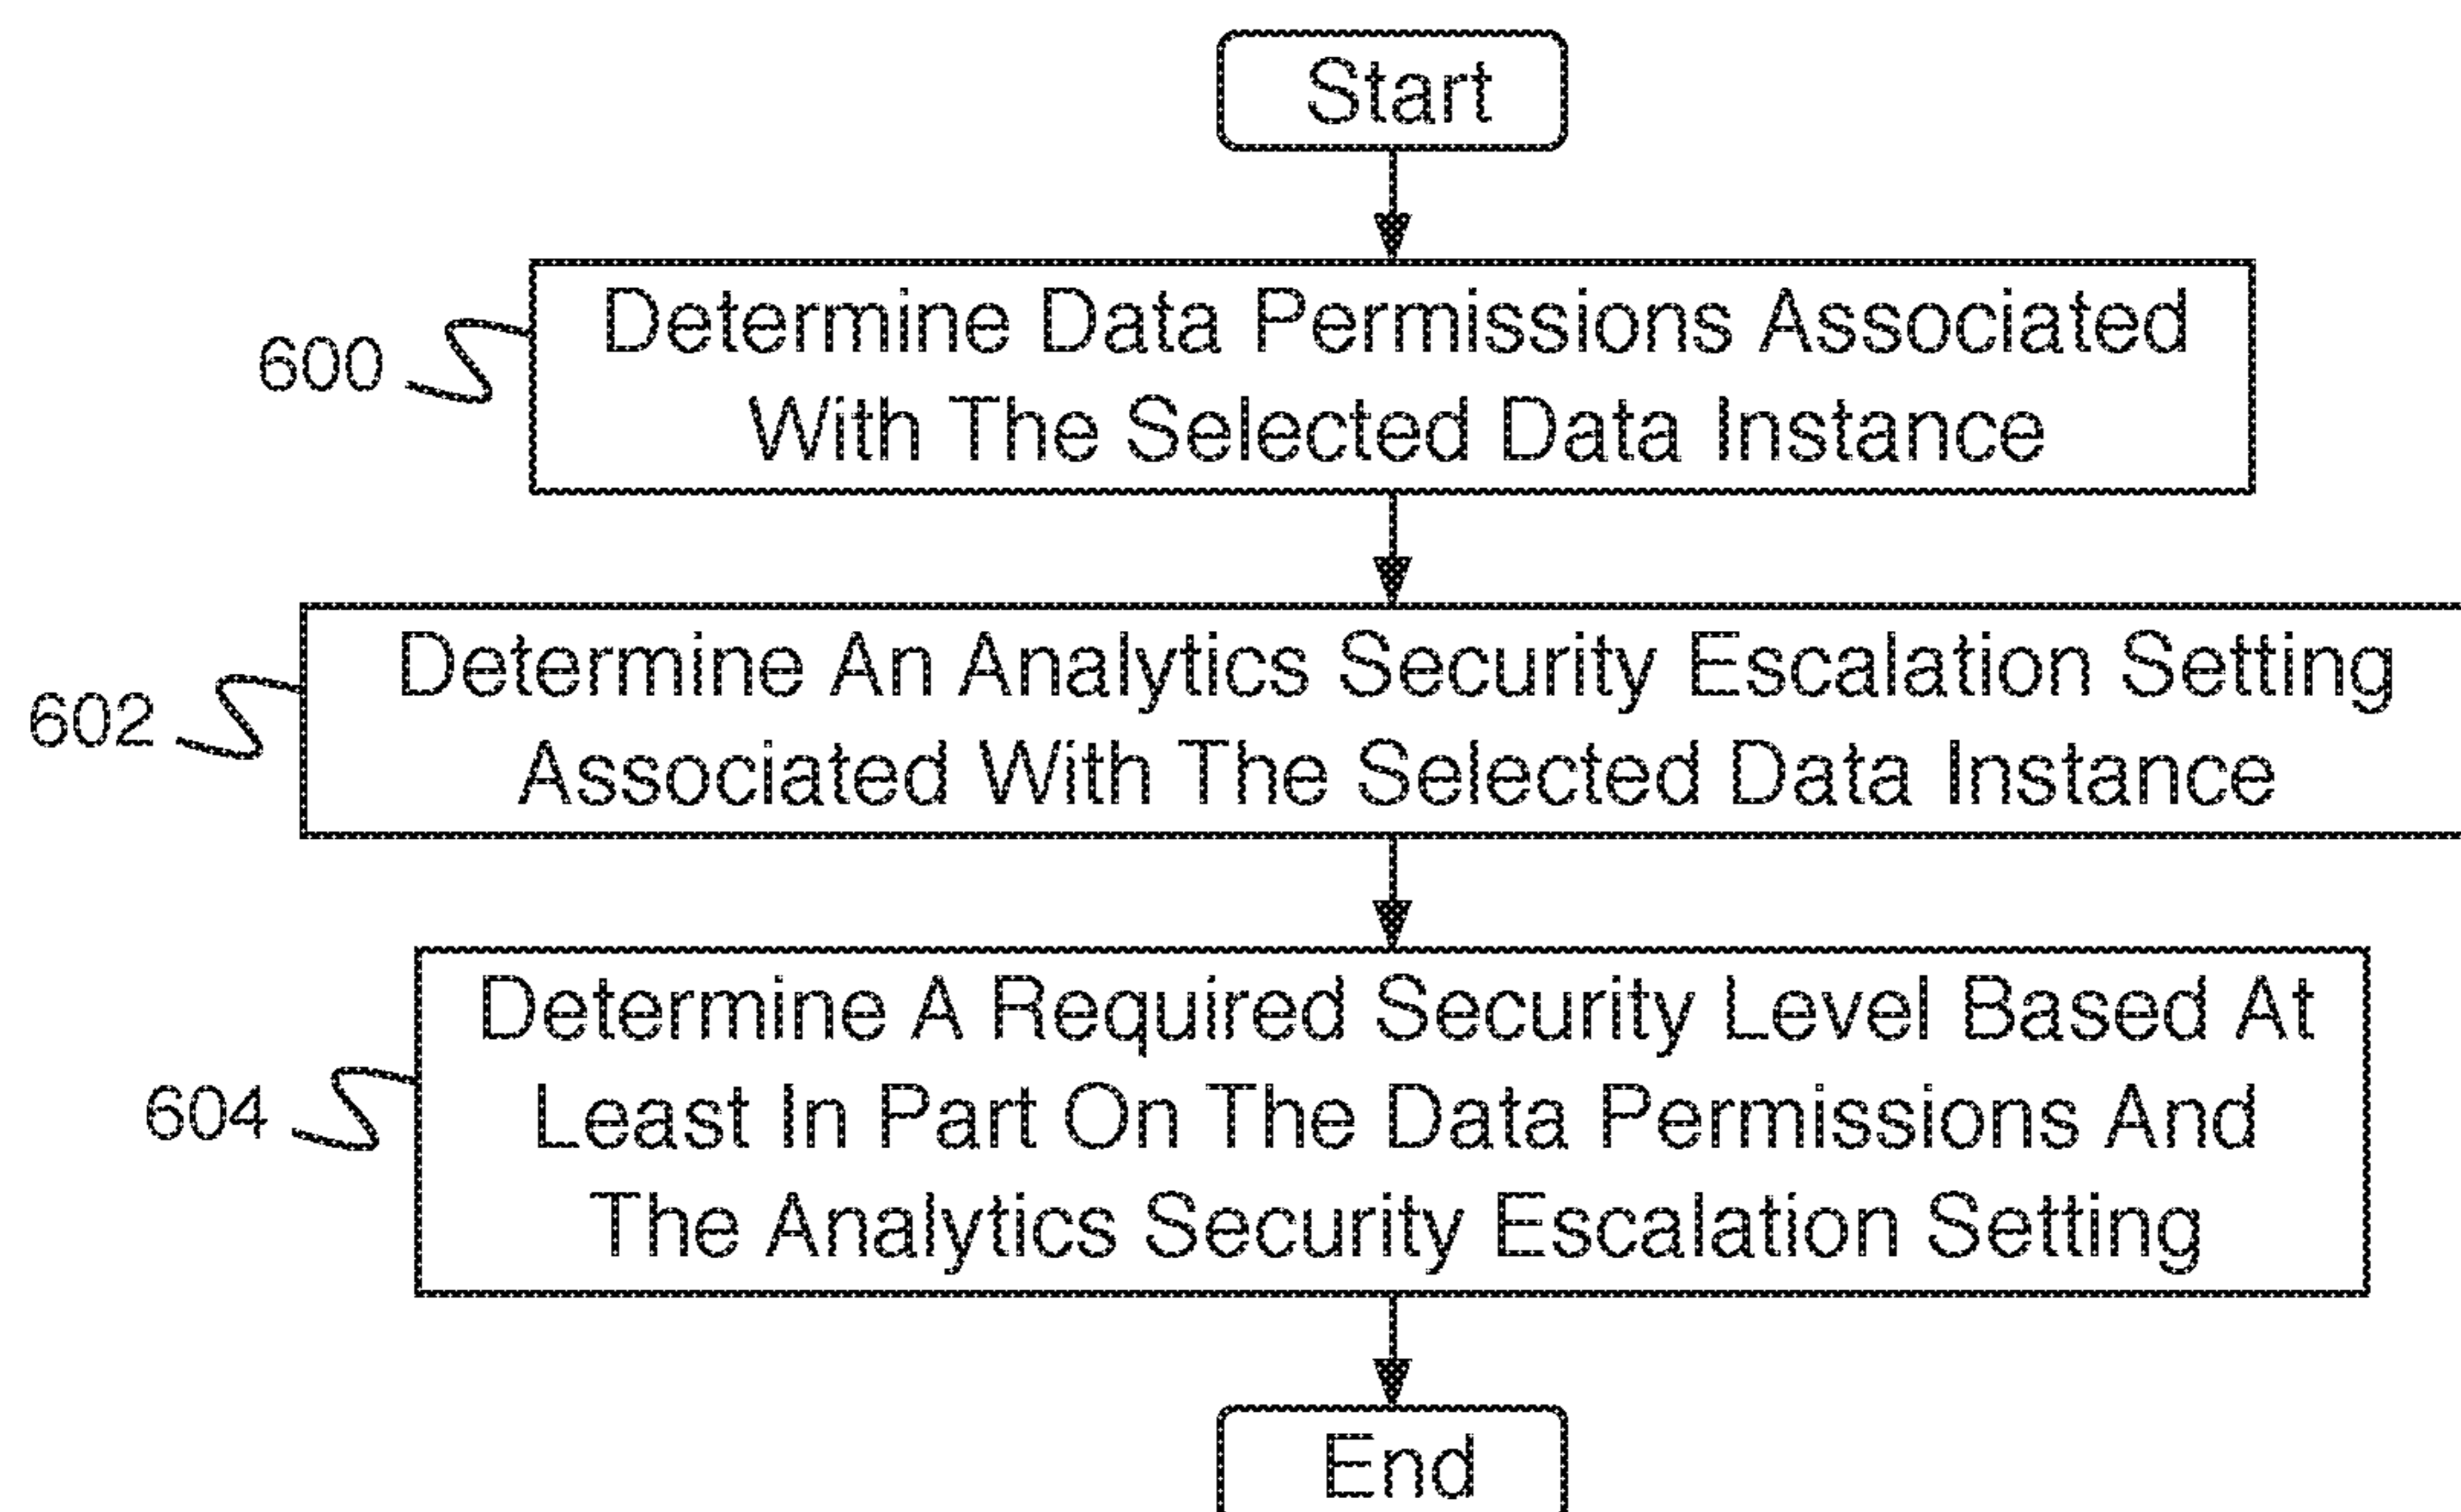 Start
600
Determine Data Permissions Associated
With The Selected Data Instance
602
Determine An Analytics Security Escalation Setting
Associated With The Selected Data Instance
604
Determine A Required Security Level Based At
Least In Part On The Data Permissions And
The Analytics Security Escalation Setting
End